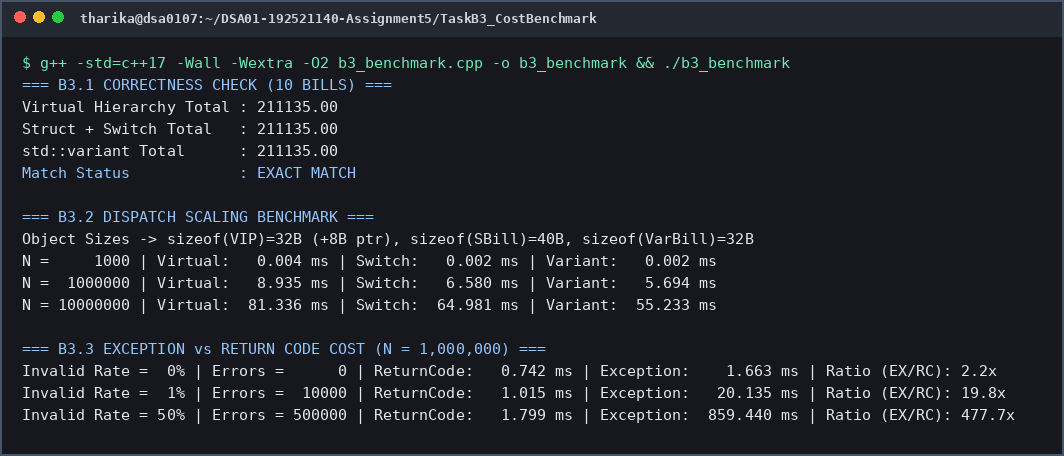 tharika@dsa0107:~/DSA01-192521140-Assignment5/TaskB3_CostBenchmark
$ g++ -std=c++17 -Wall -Wextra -O2 b3_benchmark.cpp -o b3_benchmark && ./b3_benchmark
=== B3.1 CORRECTNESS CHECK (10 BILLS) ===
Virtual Hierarchy Total : 211135.00
Struct + Switch Total   : 211135.00
std::variant Total      : 211135.00
Match Status            : EXACT MATCH
=== B3.2 DISPATCH SCALING BENCHMARK ===
Object Sizes -> sizeof(VIP)=32B (+8B ptr), sizeof(SBill)=40B, sizeof(VarBill)=32B
N =     1000 | Virtual:   0.004 ms | Switch:   0.002 ms | Variant:   0.002 ms
N =  1000000 | Virtual:   8.935 ms | Switch:   6.580 ms | Variant:   5.694 ms
N = 10000000 | Virtual:  81.336 ms | Switch:  64.981 ms | Variant:  55.233 ms
=== B3.3 EXCEPTION vs RETURN CODE COST (N = 1,000,000) ===
Invalid Rate =  0% | Errors =      0 | ReturnCode:   0.742 ms | Exception:    1.663 ms | Ratio (EX/RC): 2.2x
Invalid Rate =  1% | Errors =  10000 | ReturnCode:   1.015 ms | Exception:   20.135 ms | Ratio (EX/RC): 19.8x
Invalid Rate = 50% | Errors = 500000 | ReturnCode:   1.799 ms | Exception:  859.440 ms | Ratio (EX/RC): 477.7x